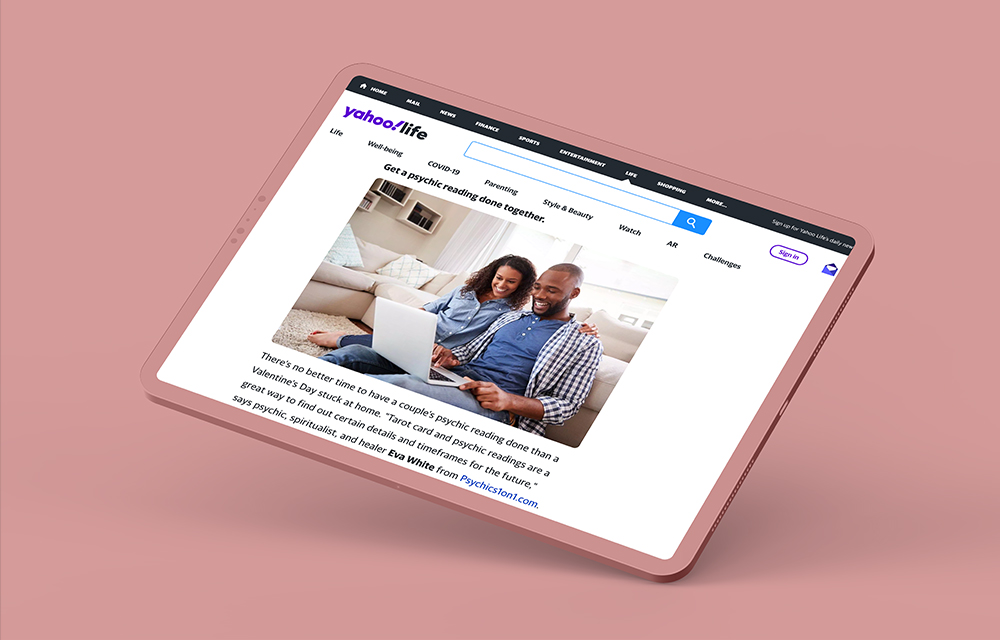 HOME MAIL NEWS FINANCE SPORTS ENTERTAINMENT LIFE SHOPPING MORE...
Sign up for Yahoo Life's daily new
yahoo!life
Sign in
Life Well-being COVID-19 Parenting Style & Beauty Watch AR Challenges
Get a psychic reading done together.
There's no better time to have a couple's psychic reading done than a
Valentine's Day stuck at home. "Tarot card and psychic readings are a
great way to find out certain details and timeframes for the future,"
says psychic, spiritualist, and healer Eva White from Psychics1on1.com.